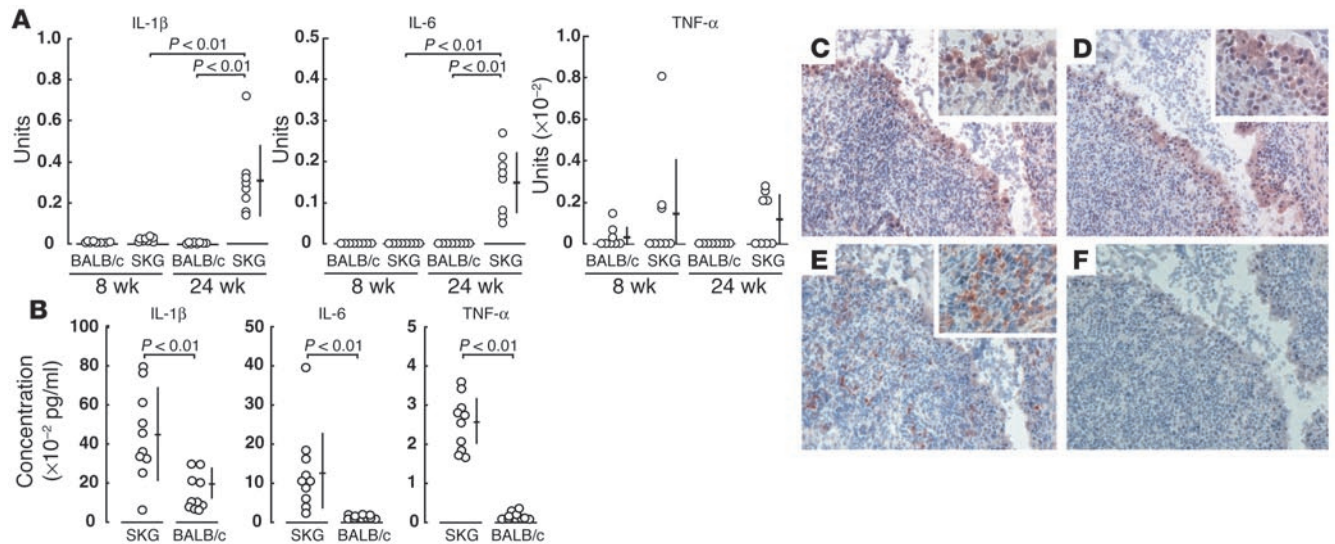 A
IL-1β
IL-6
TNF-α
Units
1.0
0.8
0.6
0.4
0.2
0
P < 0.01
P < 0.01
BALB/c SKG BALB/c SKG
8 wk 24 wk
Units
0.5
0.4
0.3
0.2
0.1
0
P < 0.01
P < 0.01
BALB/c SKG BALB/c SKG
8 wk 24 wk
Units (×10⁻²)
1.0
0.8
0.6
0.4
0.2
0
BALB/c SKG BALB/c SKG
8 wk 24 wk
B
IL-1β
IL-6
TNF-α
Concentration
(×10⁻² pg/ml)
100
80
60
40
20
0
P < 0.01
SKG BALB/c
50
40
30
20
10
0
P < 0.01
SKG BALB/c
5
4
3
2
1
0
P < 0.01
SKG BALB/c
C
D
E
F